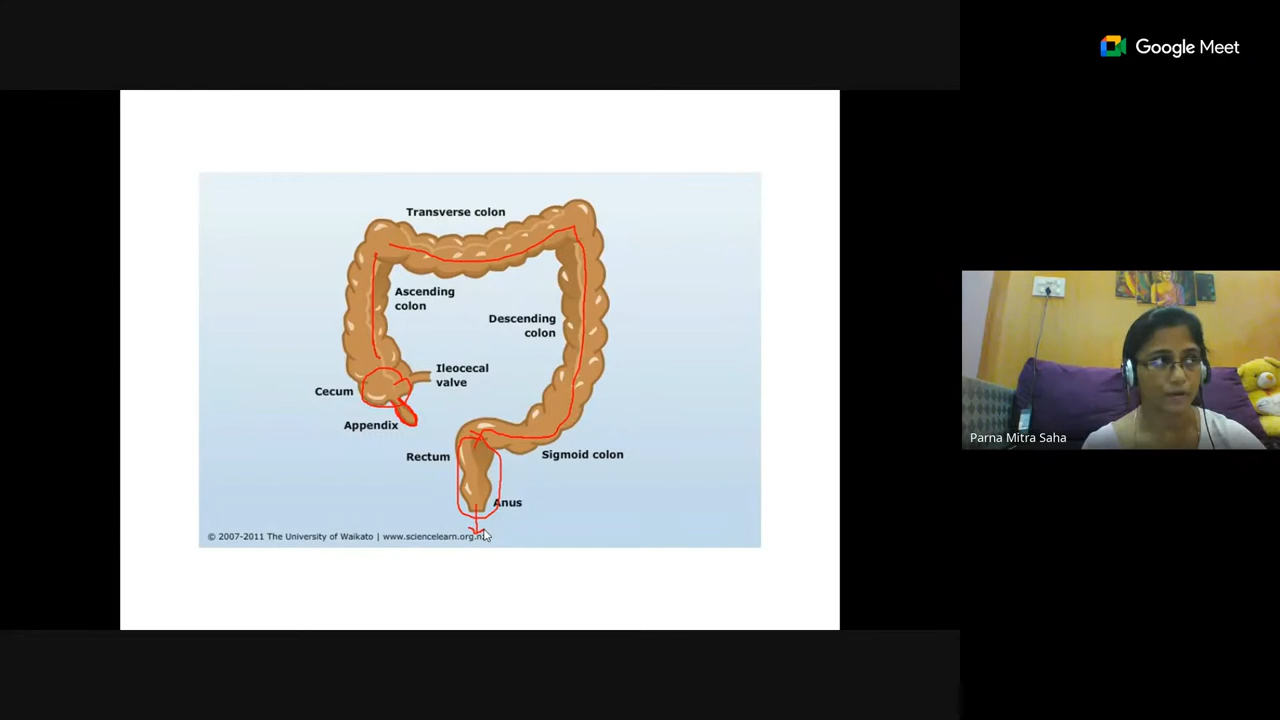 Google Meet
Transverse colon
Ascending
colon
Descending
colon
Ileocecal
valve
Cecum
Appendix
Rectum
Sigmoid colon
Anus
© 2007-2011 The University of Waikato | www.sciencelearn.org.nz
Parna Mitra Saha